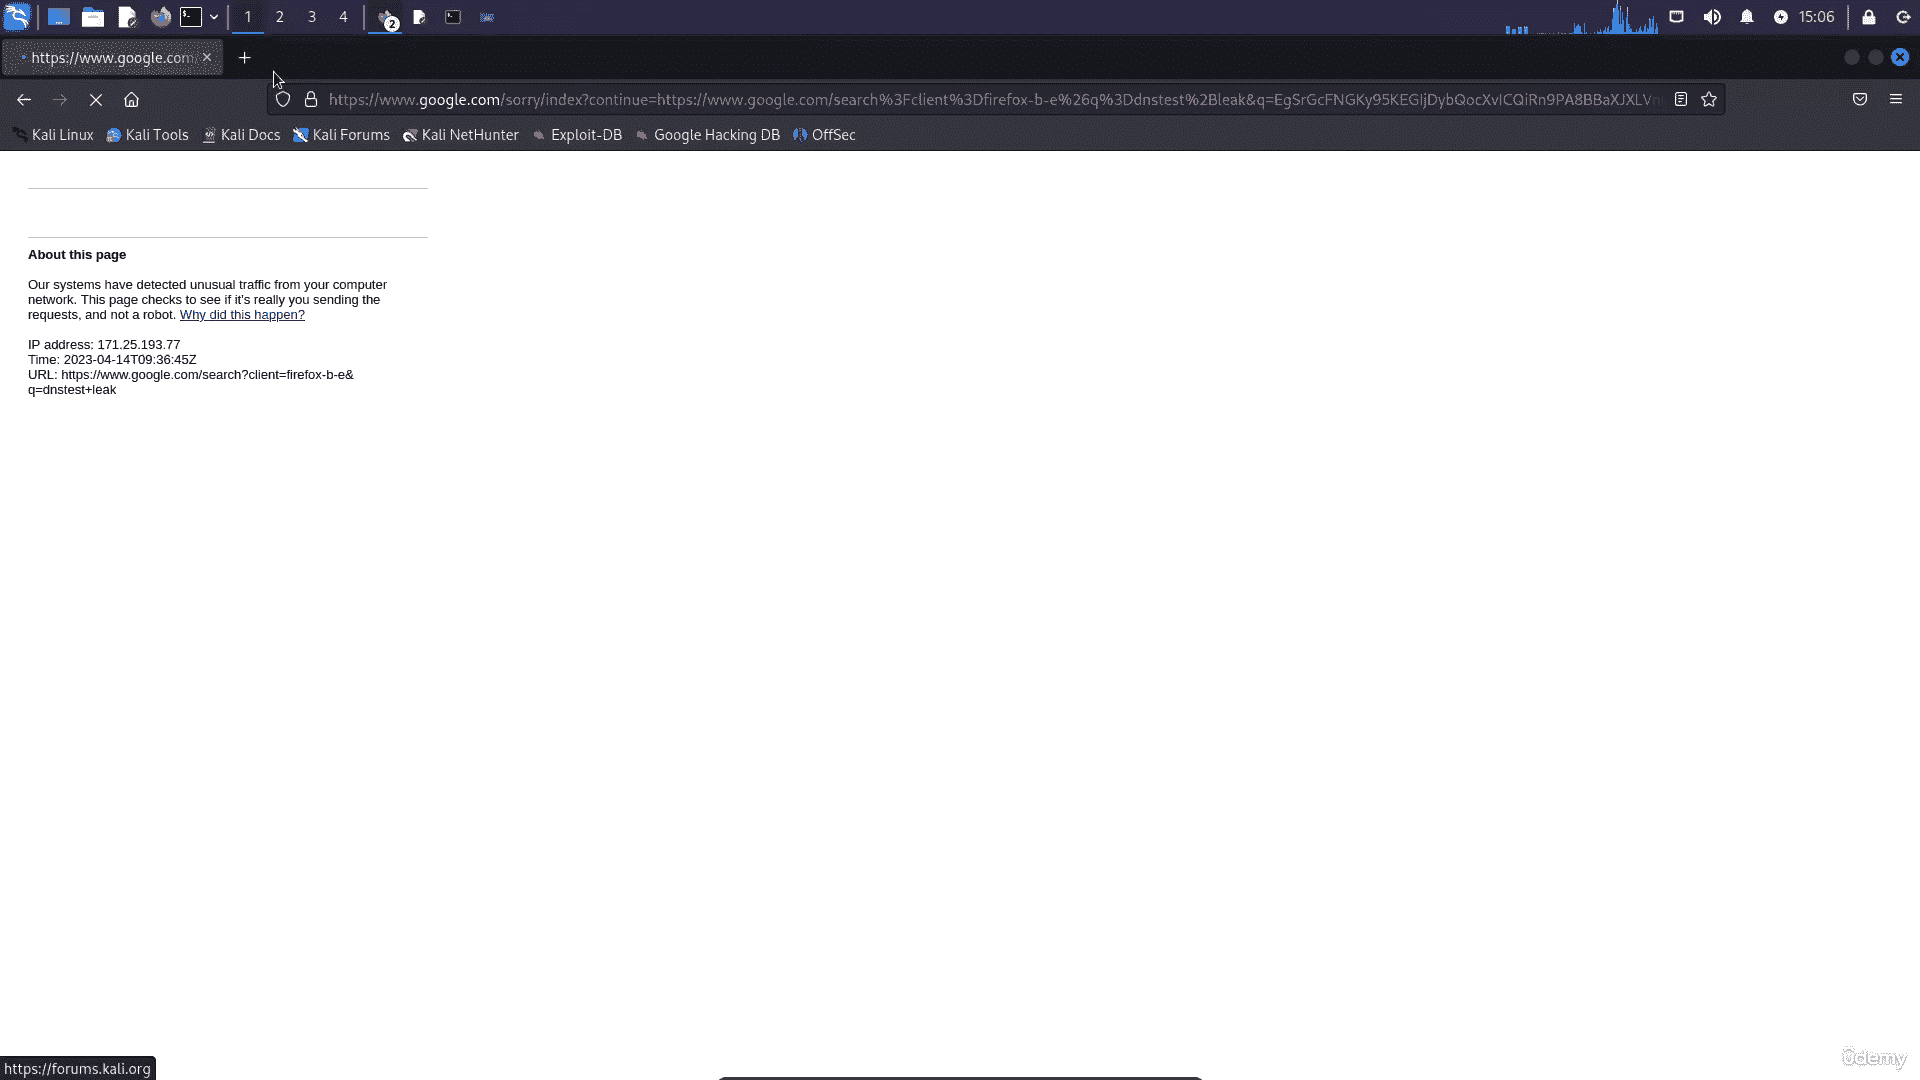 1 2 3 4 2 15:06
https://www.google.com/
https://www.google.com/sorry/index?continue=https://www.google.com/search%3Fclient%3Dfirefox-b-e%26q%3Ddnstest%2Bleak&q=EgSrGcFNGKy95KEGIjDybQocXvICQiRn9PA8BBaXJXLVn
Kali Linux Kali Tools Kali Docs Kali Forums Kali NetHunter Exploit-DB Google Hacking DB OffSec
About this page
Our systems have detected unusual traffic from your computer
network. This page checks to see if it's really you sending the
requests, and not a robot. Why did this happen?
IP address: 171.25.193.77
Time: 2023-04-14T09:36:45Z
URL: https://www.google.com/search?client=firefox-b-e&
q=dnstest+leak
https://forums.kali.org
Udemy